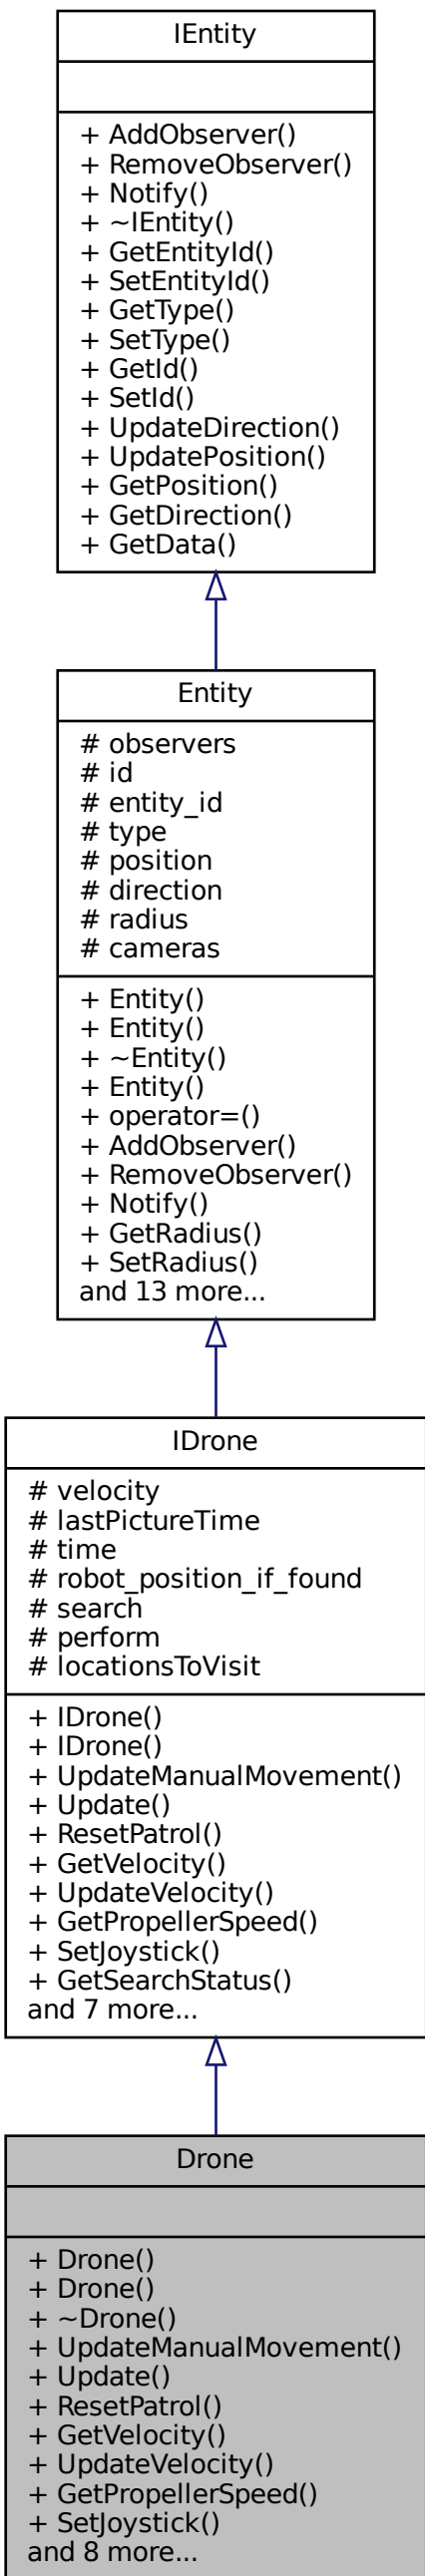 IEntity
+ AddObserver()
+ RemoveObserver()
+ Notify()
+ ~IEntity()
+ GetEntityId()
+ SetEntityId()
+ GetType()
+ SetType()
+ GetId()
+ SetId()
+ UpdateDirection()
+ UpdatePosition()
+ GetPosition()
+ GetDirection()
+ GetData()
Entity
# observers
# id
# entity_id
# type
# position
# direction
# radius
# cameras
+ Entity()
+ Entity()
+ ~Entity()
+ Entity()
+ operator=()
+ AddObserver()
+ RemoveObserver()
+ Notify()
+ GetRadius()
+ SetRadius()
and 13 more...
IDrone
# velocity
# lastPictureTime
# time
# robot_position_if_found
# search
# perform
# locationsToVisit
+ IDrone()
+ IDrone()
+ UpdateManualMovement()
+ Update()
+ ResetPatrol()
+ GetVelocity()
+ UpdateVelocity()
+ GetPropellerSpeed()
+ SetJoystick()
+ GetSearchStatus()
and 7 more...
Drone
+ Drone()
+ Drone()
+ ~Drone()
+ UpdateManualMovement()
+ Update()
+ ResetPatrol()
+ GetVelocity()
+ UpdateVelocity()
+ GetPropellerSpeed()
+ SetJoystick()
and 8 more...